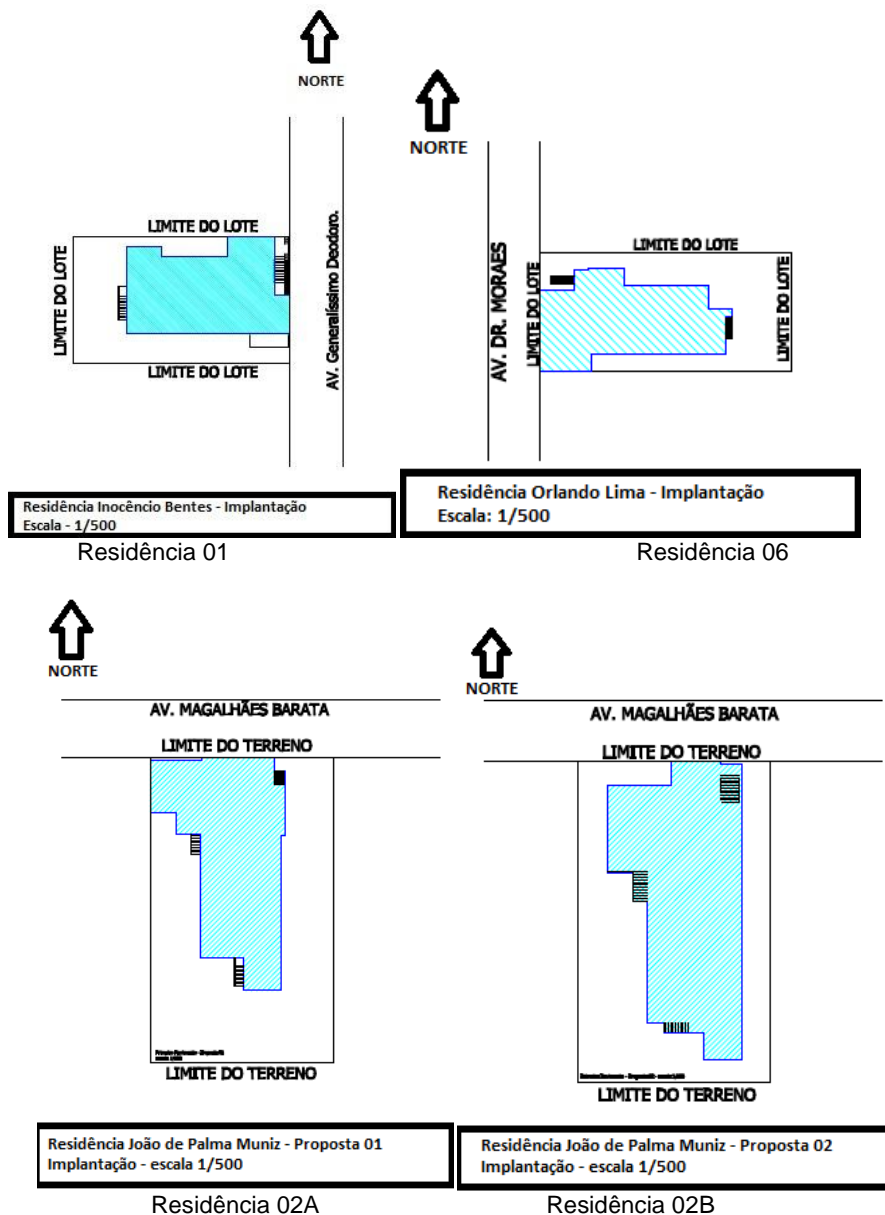 NORTE
NORTE
LIMITE DO LOTE
LIMITE DO LOTE
LIMITE DO LOTE
AV. Generalíssimo Deodoro.
AV. DR. MORAES
LIMITE DO LOTE
LIMITE DO LOTE
LIMITE DO LOTE
Residência Inocêncio Bentes - Implantação
Escala - 1/500
Residência Orlando Lima - Implantação
Escala: 1/500
Residência 01
Residência 06
NORTE
NORTE
AV. MAGALHÃES BARATA
AV. MAGALHÃES BARATA
LIMITE DO TERRENO
LIMITE DO TERRENO
LIMITE DO TERRENO
LIMITE DO TERRENO
Residência João de Palma Muniz - Proposta 01
Implantação - escala 1/500
Residência João de Palma Muniz - Proposta 02
Implantação - escala 1/500
Residência 02A
Residência 02B